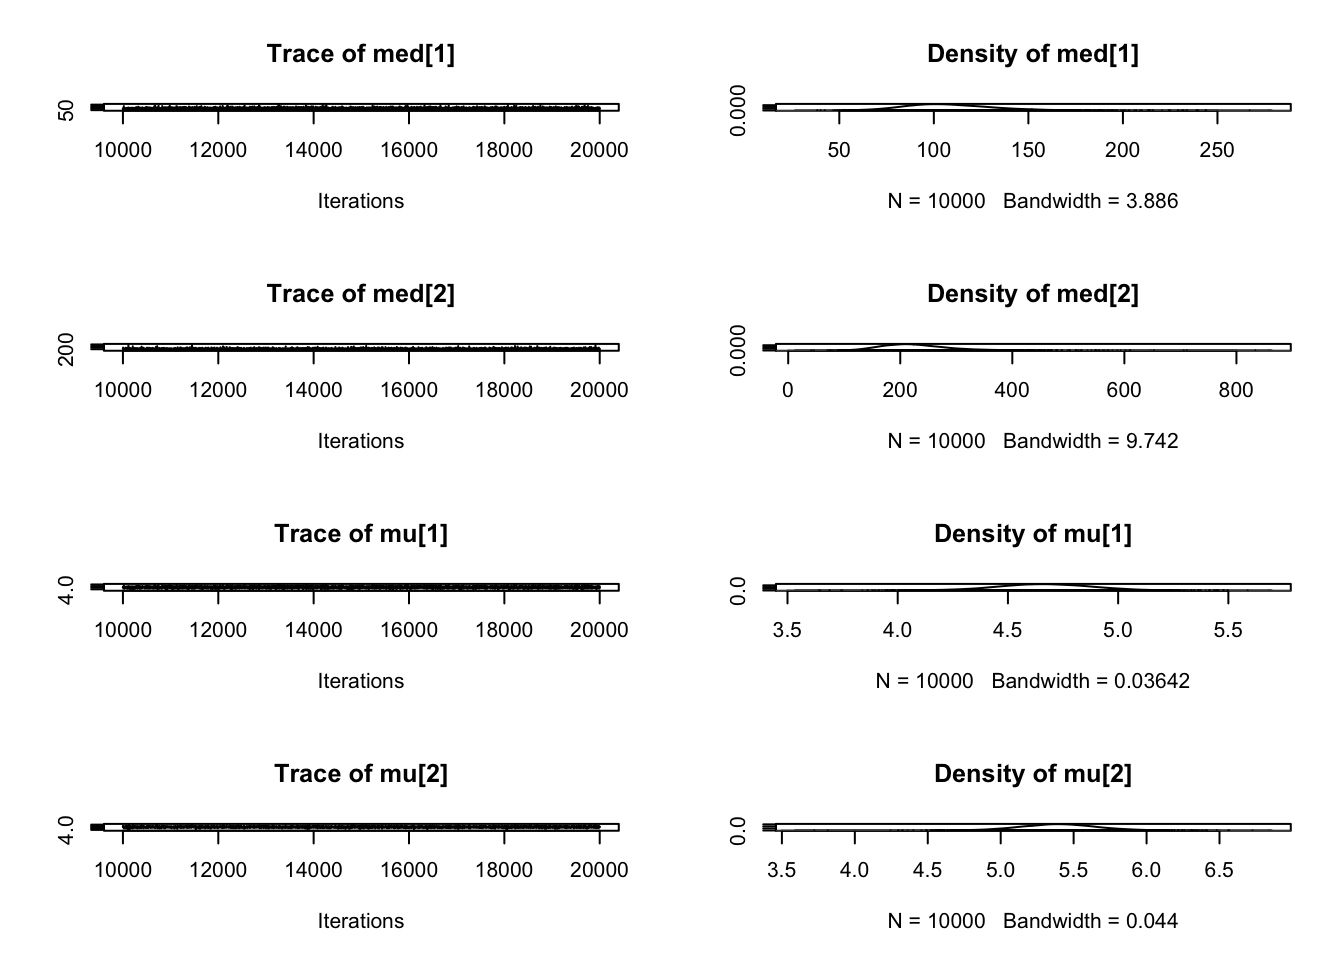 Trace of med[1]
50
10000 12000 14000 16000 18000 20000
Iterations
Density of med[1]
0.000
50 100 150 200 250
N = 10000 Bandwidth = 3.886
Trace of med[2]
200
10000 12000 14000 16000 18000 20000
Iterations
Density of med[2]
0.000
0 200 400 600 800
N = 10000 Bandwidth = 9.742
Trace of mu[1]
4.0
10000 12000 14000 16000 18000 20000
Iterations
Density of mu[1]
0.0
3.5 4.0 4.5 5.0 5.5
N = 10000 Bandwidth = 0.03642
Trace of mu[2]
4.0
10000 12000 14000 16000 18000 20000
Iterations
Density of mu[2]
0.0
3.5 4.0 4.5 5.0 5.5 6.0 6.5
N = 10000 Bandwidth = 0.044